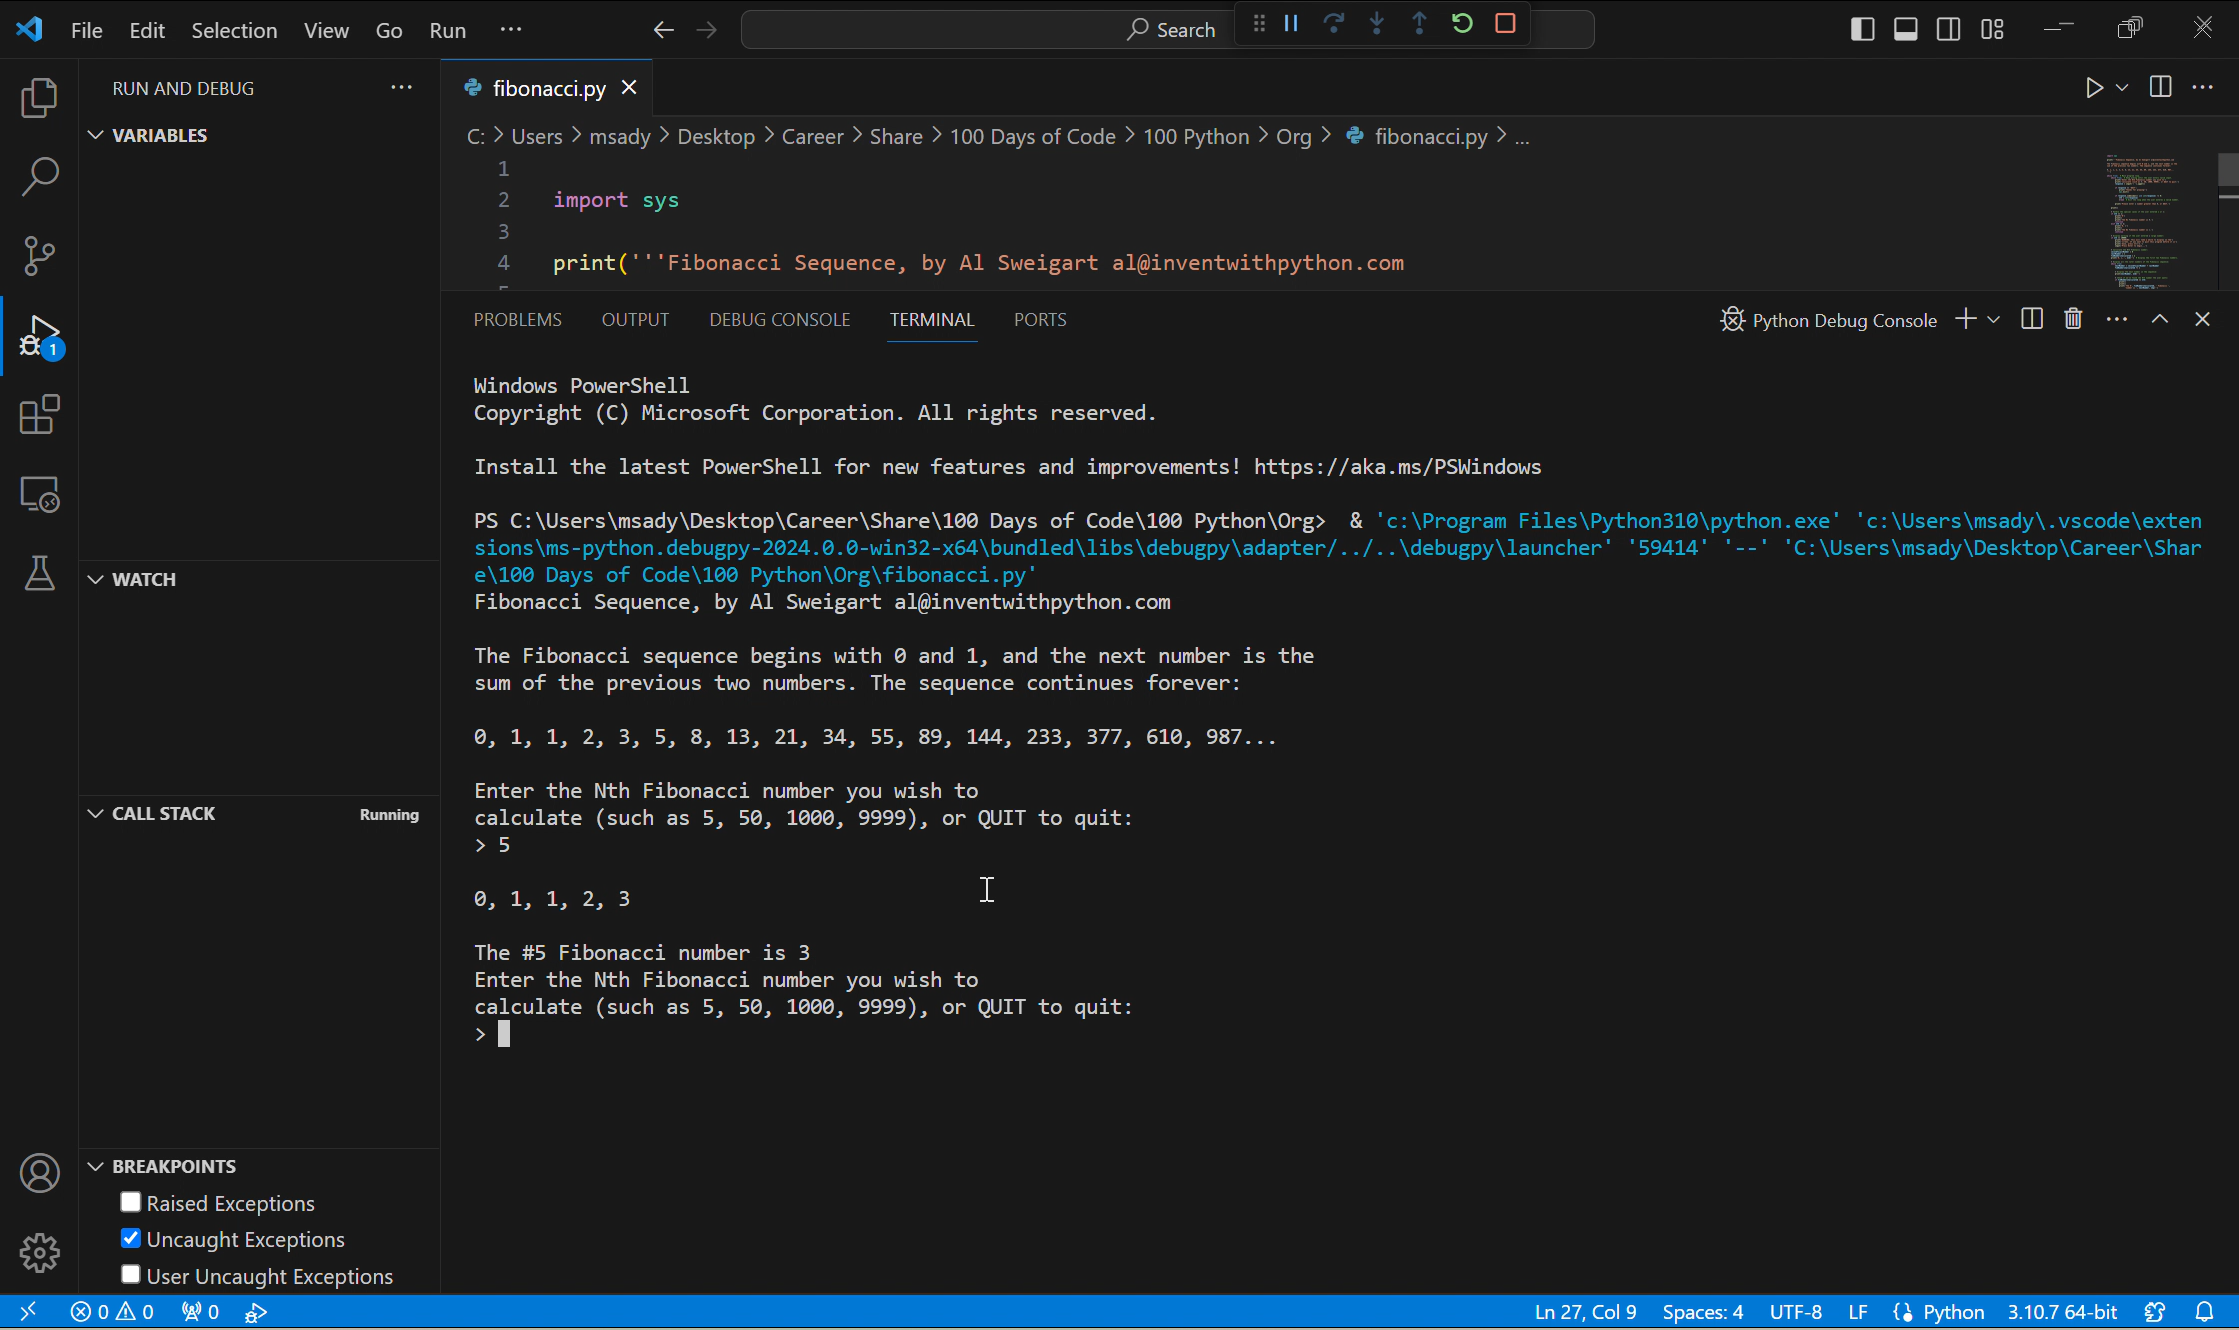 File Edit Selection View Go Run ··· Search
RUN AND DEBUG
VARIABLES
WATCH
CALL STACK Running
BREAKPOINTS
Raised Exceptions
Uncaught Exceptions
User Uncaught Exceptions
1
fibonacci.py
C: > Users > msady > Desktop > Career > Share > 100 Days of Code > 100 Python > Org > fibonacci.py > ...
1
2 import sys
3
4 print('''Fibonacci Sequence, by Al Sweigart al@inventwithpython.com
PROBLEMS OUTPUT DEBUG CONSOLE TERMINAL PORTS Python Debug Console
Windows PowerShell
Copyright (C) Microsoft Corporation. All rights reserved.
Install the latest PowerShell for new features and improvements! https://aka.ms/PSWindows
PS C:\Users\msady\Desktop\Career\Share\100 Days of Code\100 Python\Org> & 'c:\Program Files\Python310\python.exe' 'c:\Users\msady\.vscode\exten
sions\ms-python.debugpy-2024.0.0-win32-x64\bundled\libs\debugpy\adapter/../..\debugpy\launcher' '59414' '--' 'C:\Users\msady\Desktop\Career\Shar
e\100 Days of Code\100 Python\Org\fibonacci.py'
Fibonacci Sequence, by Al Sweigart al@inventwithpython.com
The Fibonacci sequence begins with 0 and 1, and the next number is the
sum of the previous two numbers. The sequence continues forever:
0, 1, 1, 2, 3, 5, 8, 13, 21, 34, 55, 89, 144, 233, 377, 610, 987...
Enter the Nth Fibonacci number you wish to
calculate (such as 5, 50, 1000, 9999), or QUIT to quit:
> 5
0, 1, 1, 2, 3
The #5 Fibonacci number is 3
Enter the Nth Fibonacci number you wish to
calculate (such as 5, 50, 1000, 9999), or QUIT to quit:
>
0 0 0 Ln 27, Col 9 Spaces: 4 UTF-8 LF Python 3.10.7 64-bit